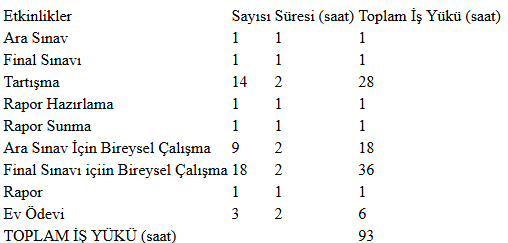 Etkinlikler Sayısı Süresi (saat) Toplam İş Yükü (saat)
Ara Sınav 1 1 1
Final Sınavı 1 1 1
Tartışma 14 2 28
Rapor Hazırlama 1 1 1
Rapor Sunma 1 1 1
Ara Sınav İçin Bireysel Çalışma 9 2 18
Final Sınavı içiin Bireysel Çalışma 18 2 36
Rapor 1 1 1
Ev Ödevi 3 2 6
TOPLAM İŞ YÜKÜ (saat) 93